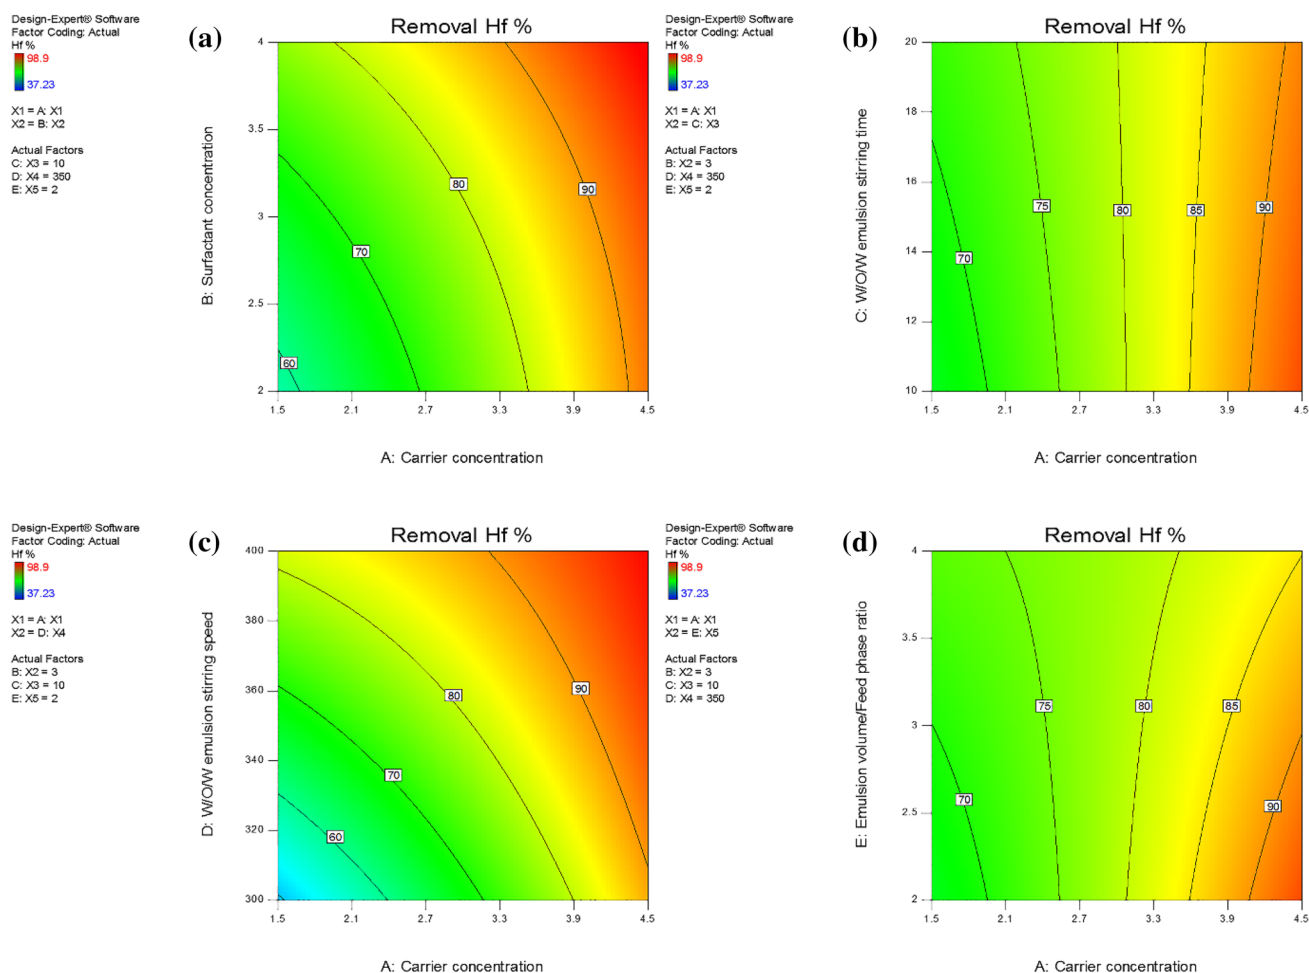 Design-Expert® Software
Factor Coding: Actual
Hf %
98.9
37.23
X1 = A: X1
X2 = B: X2
Actual Factors
C: X3 = 10
D: X4 = 350
E: X5 = 2
(a)
Removal Hf %
4
3.5
3
2.5
2
B: Surfactant concentration
60
70
80
90
1.5 2.1 2.7 3.3 3.9 4.5
A: Carrier concentration
Design-Expert® Software
Factor Coding: Actual
Hf %
98.9
37.23
X1 = A: X1
X2 = C: X3
Actual Factors
B: X2 = 3
D: X4 = 350
E: X5 = 2
(b)
Removal Hf %
20
18
16
14
12
10
C: W/O/W emulsion stirring time
70
75
80
85
90
1.5 2.1 2.7 3.3 3.9 4.5
A: Carrier concentration
Design-Expert® Software
Factor Coding: Actual
Hf %
98.9
37.23
X1 = A: X1
X2 = D: X4
Actual Factors
B: X2 = 3
C: X3 = 10
E: X5 = 2
(c)
Removal Hf %
400
380
360
340
320
300
D: W/O/W emulsion stirring speed
60
70
80
90
1.5 2.1 2.7 3.3 3.9 4.5
A: Carrier concentration
Design-Expert® Software
Factor Coding: Actual
Hf %
98.9
37.23
X1 = A: X1
X2 = E: X5
Actual Factors
B: X2 = 3
C: X3 = 10
D: X4 = 350
(d)
Removal Hf %
4
3.5
3
2.5
2
E: Emulsion volume/Feed phase ratio
70
75
80
85
90
1.5 2.1 2.7 3.3 3.9 4.5
A: Carrier concentration